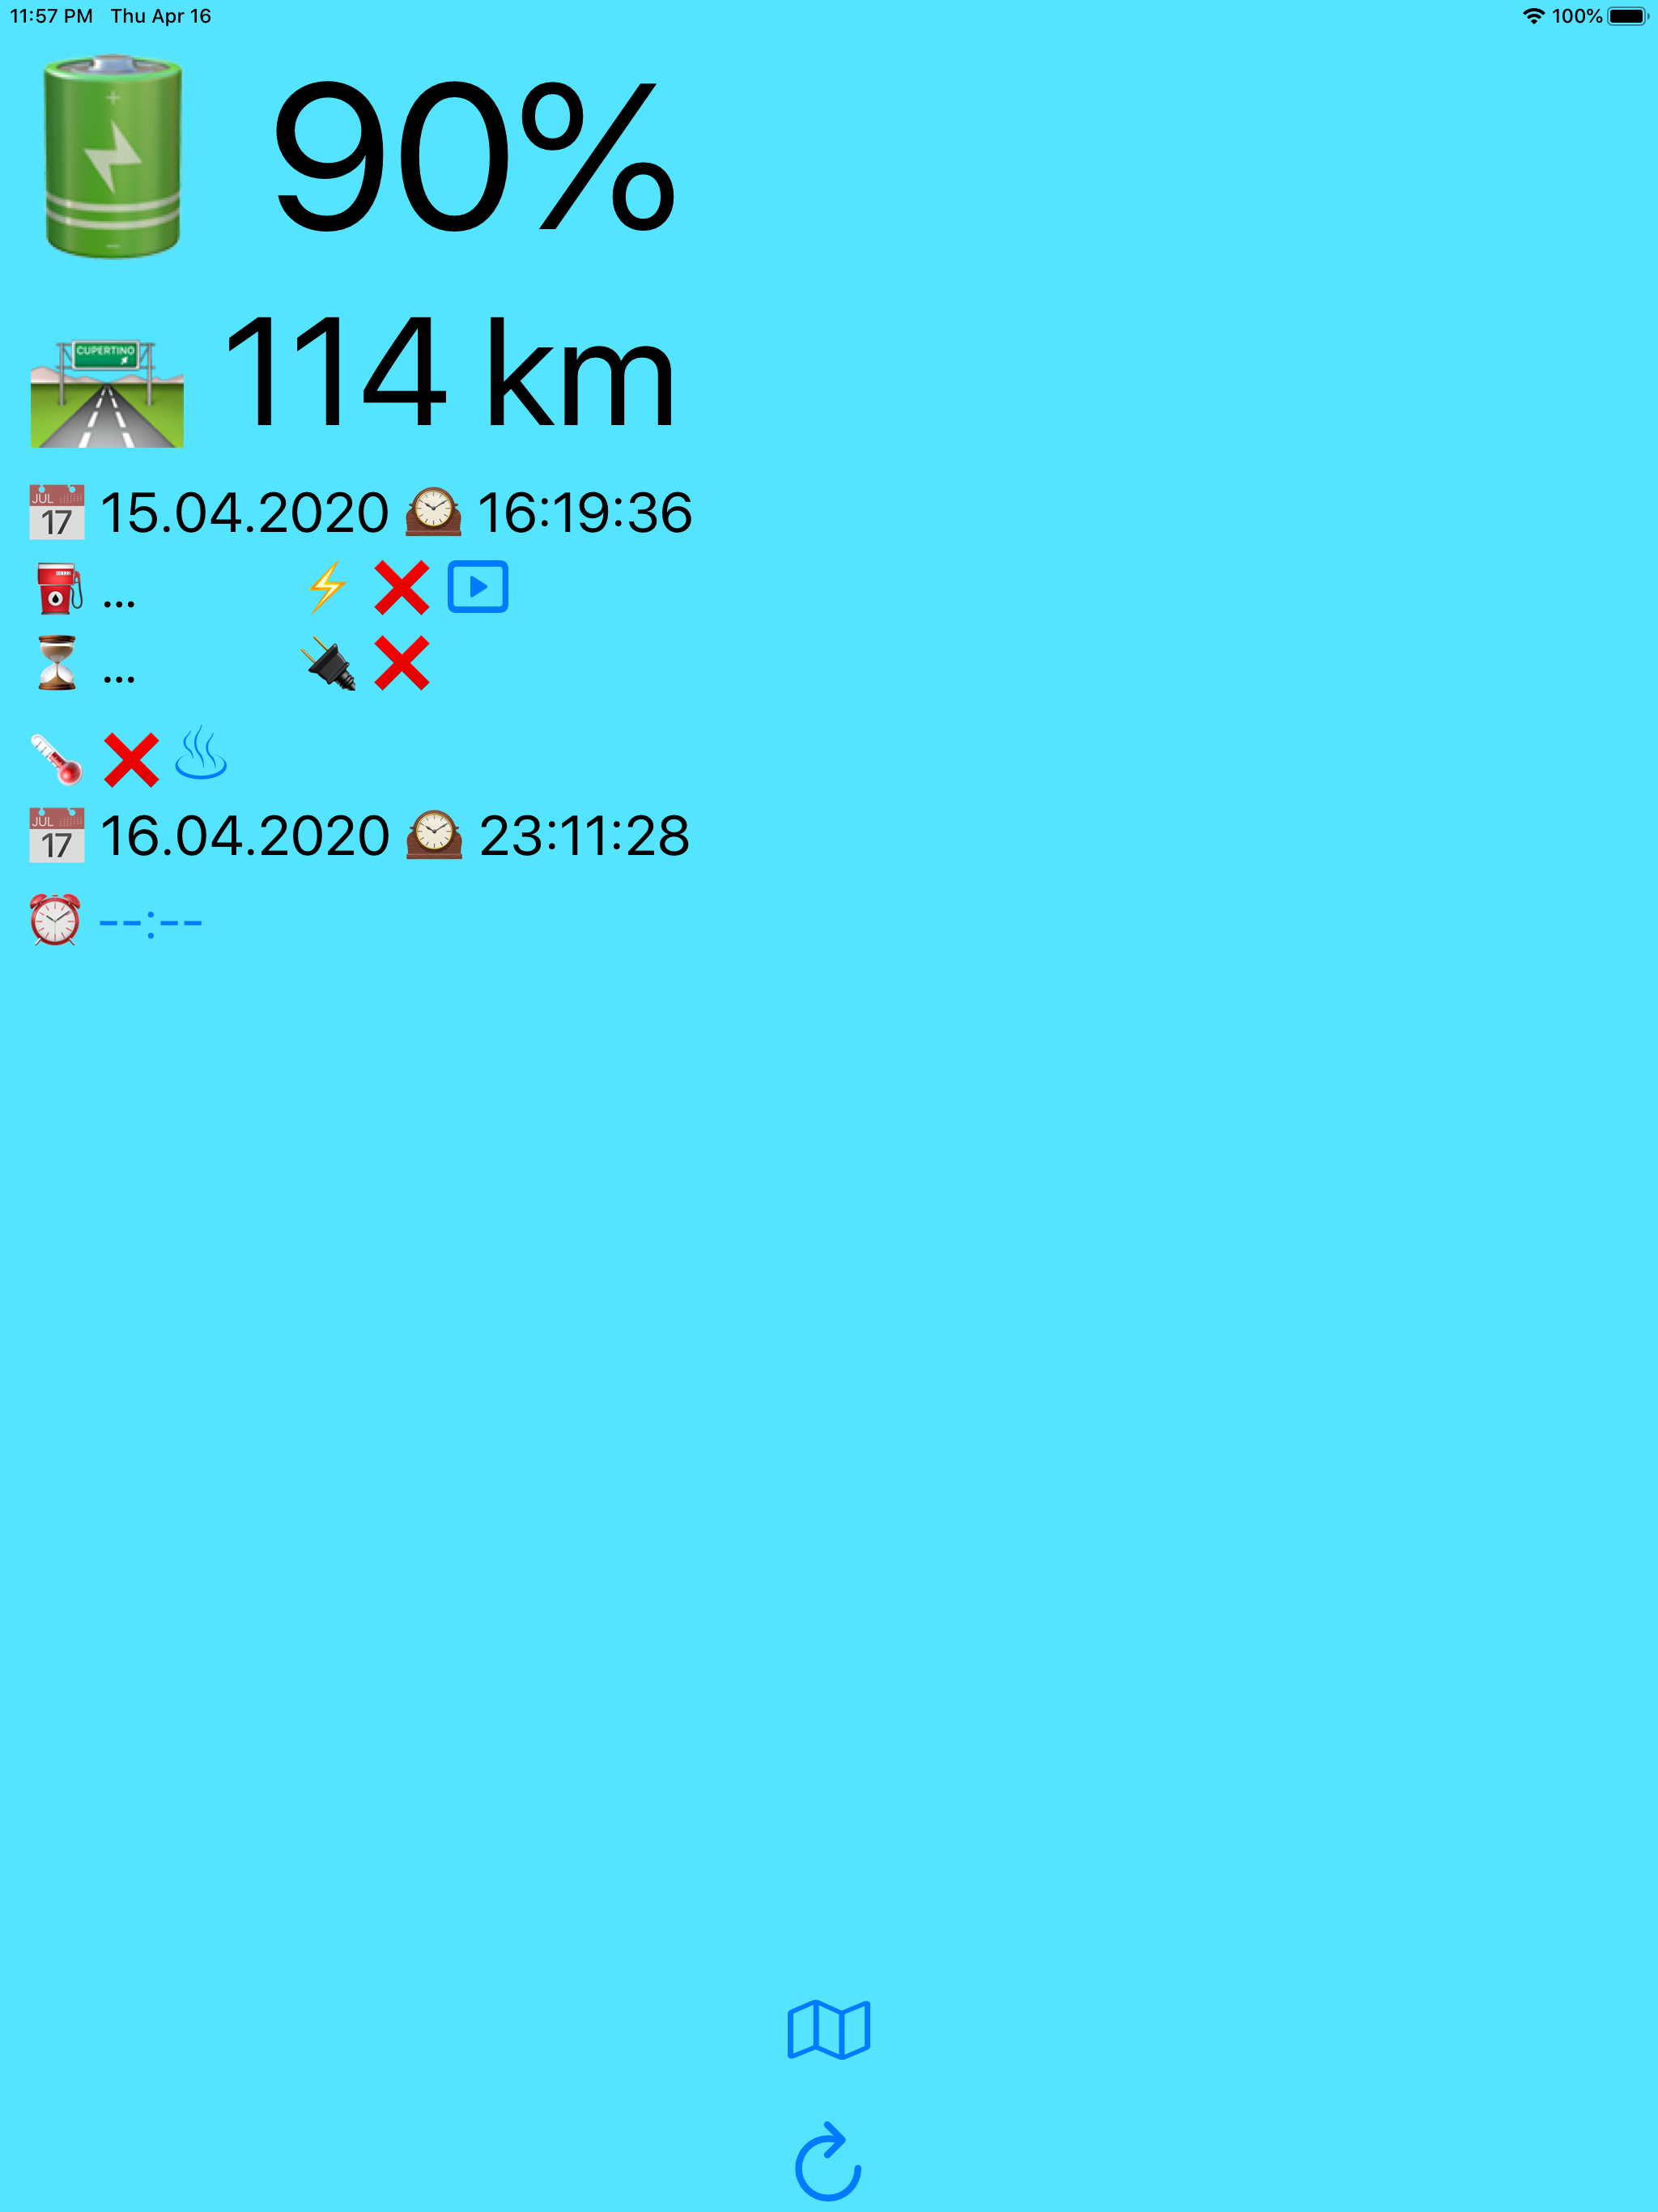 11:57 PM Thu Apr 16 100%
90%
CUPERTINO
114 km
JUL 17 15.04.2020 16:19:36
...
...
JUL 17 16.04.2020 23:11:28
--:--